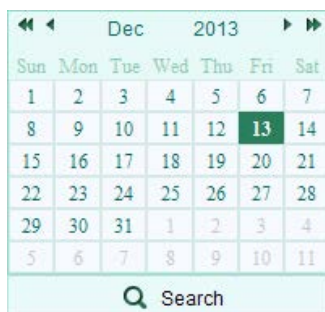 Dec 2013
Sun Mon Tue Wed Thu Fri Sat
1 2 3 4 5 6 7
8 9 10 11 12 13 14
15 16 17 18 19 20 21
22 23 24 25 26 27 28
29 30 31 1 2 3 4
5 6 7 8 9 10 11
Search